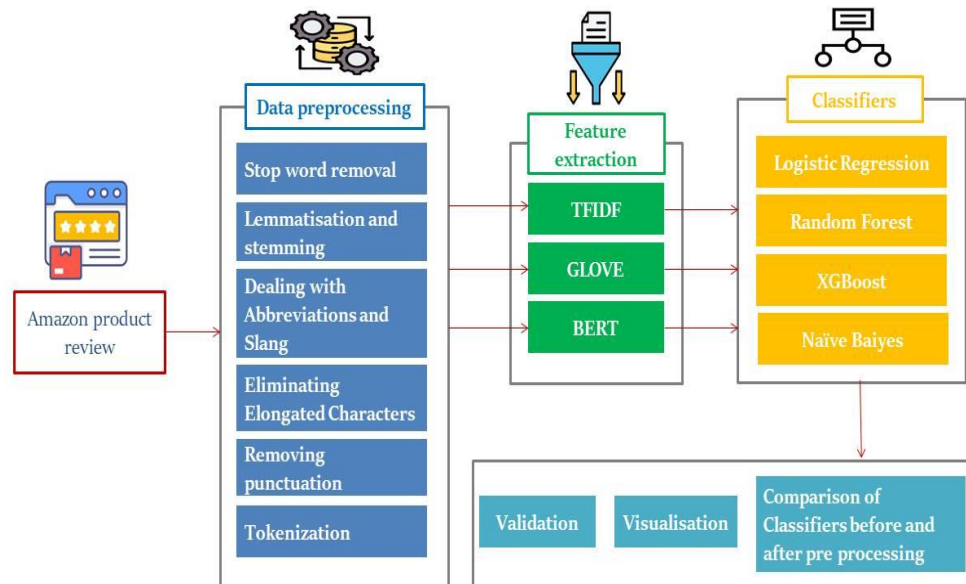 Amazon product
review
Data preprocessing
Stop word removal
Lemmatisation and
stemming
Dealing with
Abbreviations and
Slang
Eliminating
Elongated Characters
Removing
punctuation
Tokenization
Feature
extraction
TFIDF
GLOVE
BERT
Classifiers
Logistic Regression
Random Forest
XGBoost
Naïve Baiyes
Validation
Visualisation
Comparison of
Classifiers before and
after pre processing